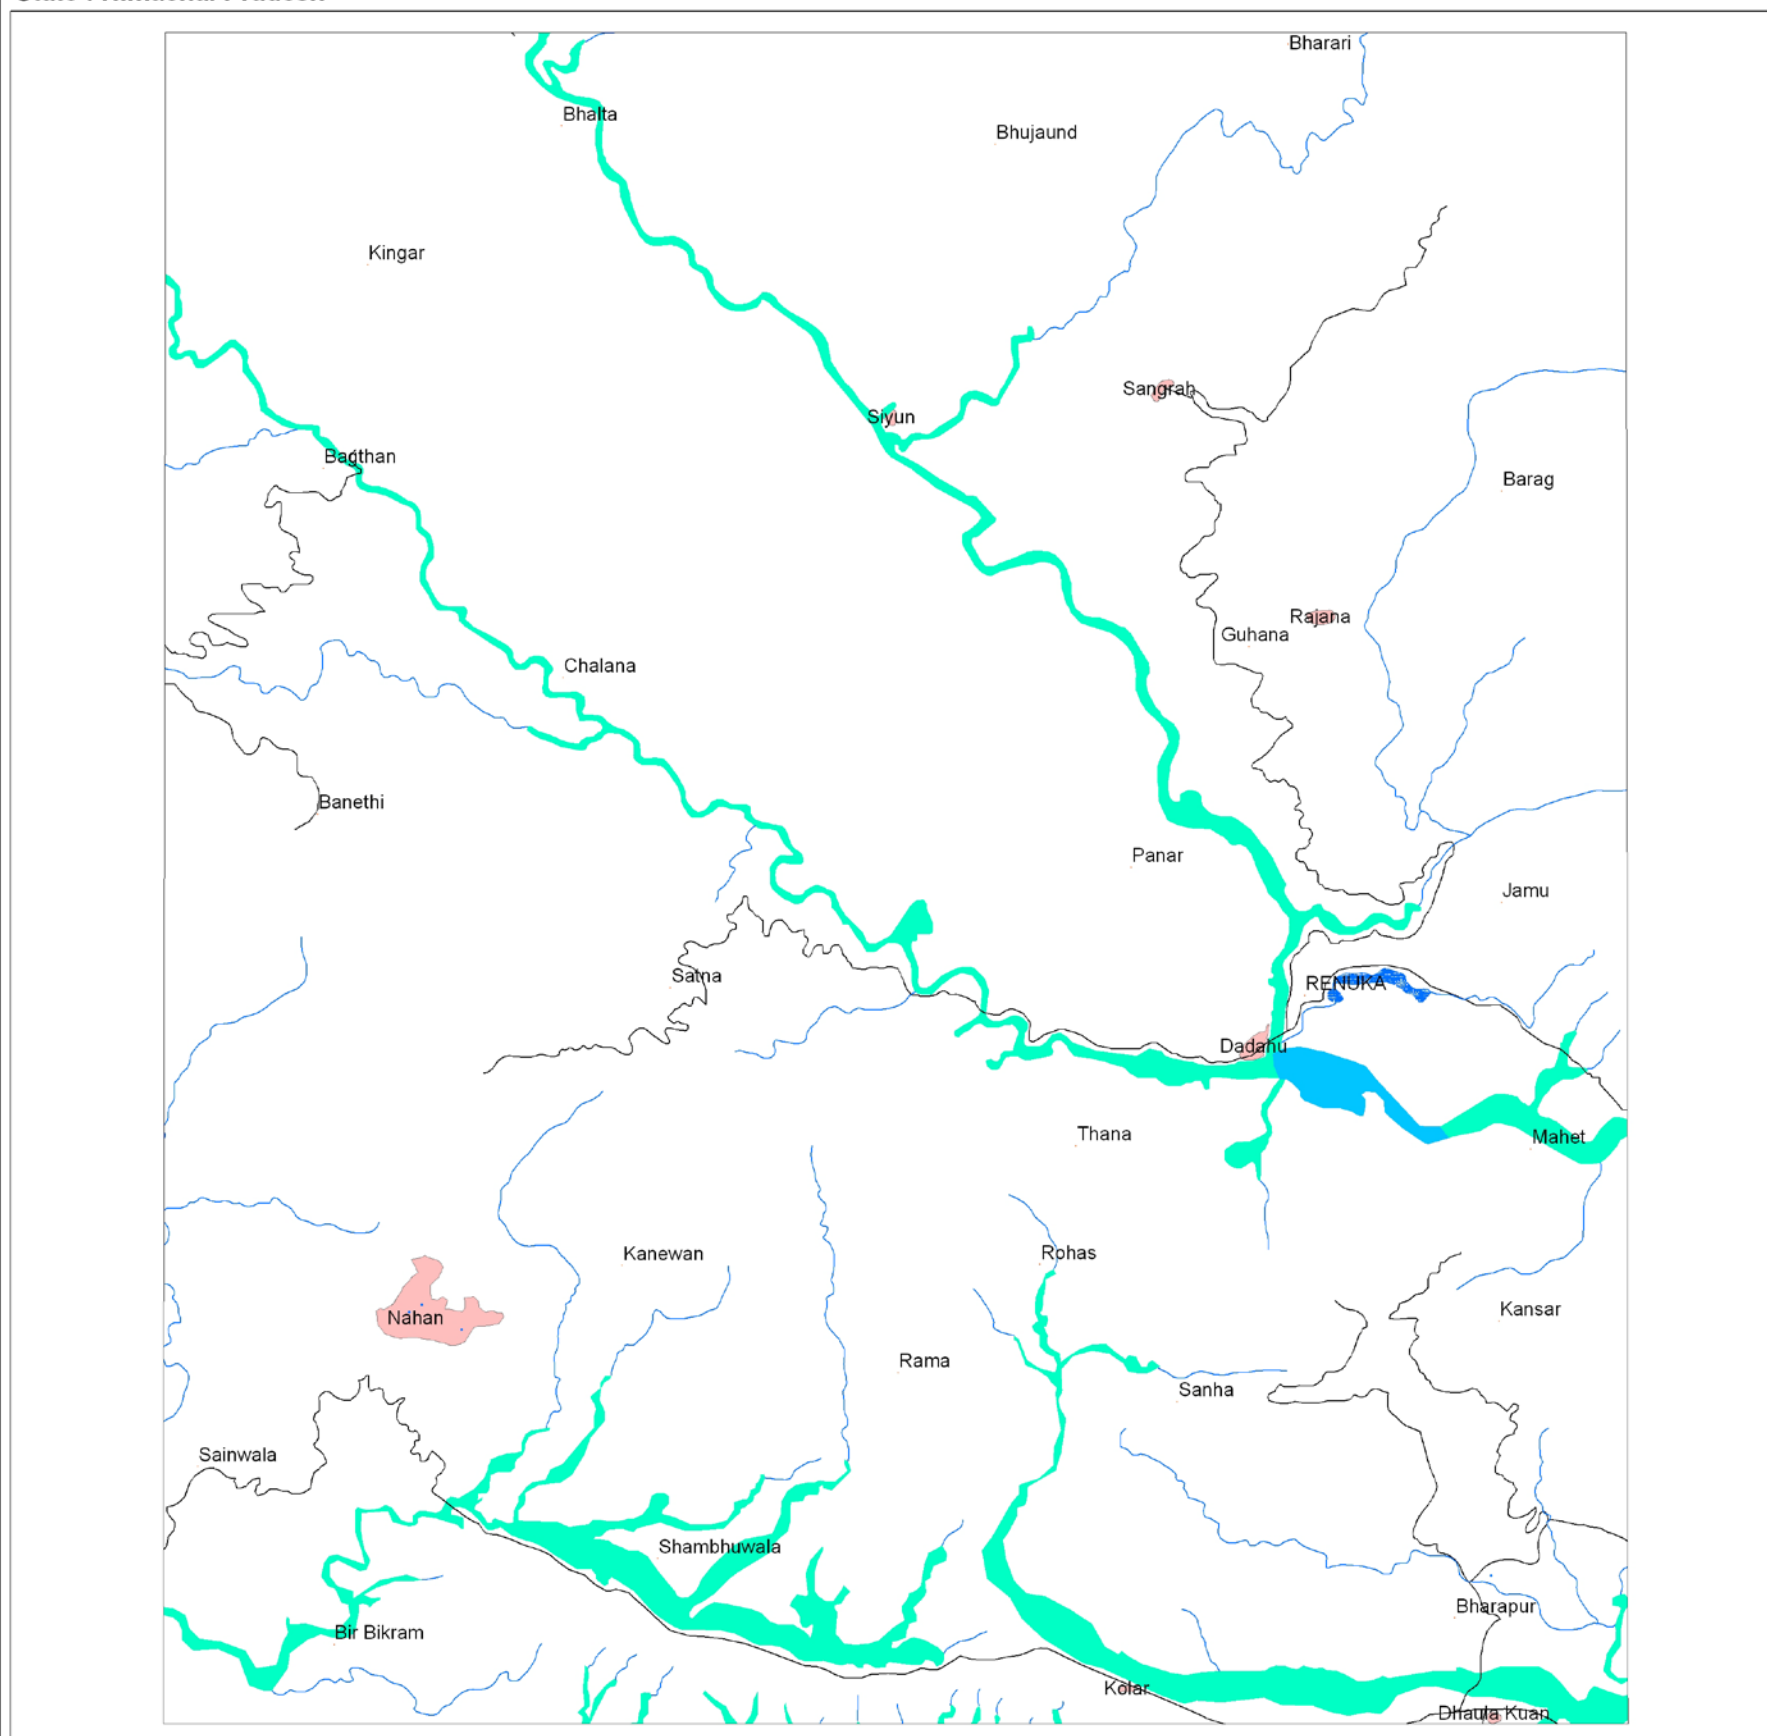 Bharari
Bhalta
Bhujaund
Kingar
Sangrah
Siyun
Bagthan
Barag
Rajana
Guhana
Chalana
Banethi
Panar
Jamu
Satna
RENUKA
Dadahu
Thana
Mahet
Rohas
Kanewan
Kansar
Nahan
Rama
Sanha
Sainwala
Shambhuwala
Bharapur
Bir Bikram
Kolar
Dhaula Kuan